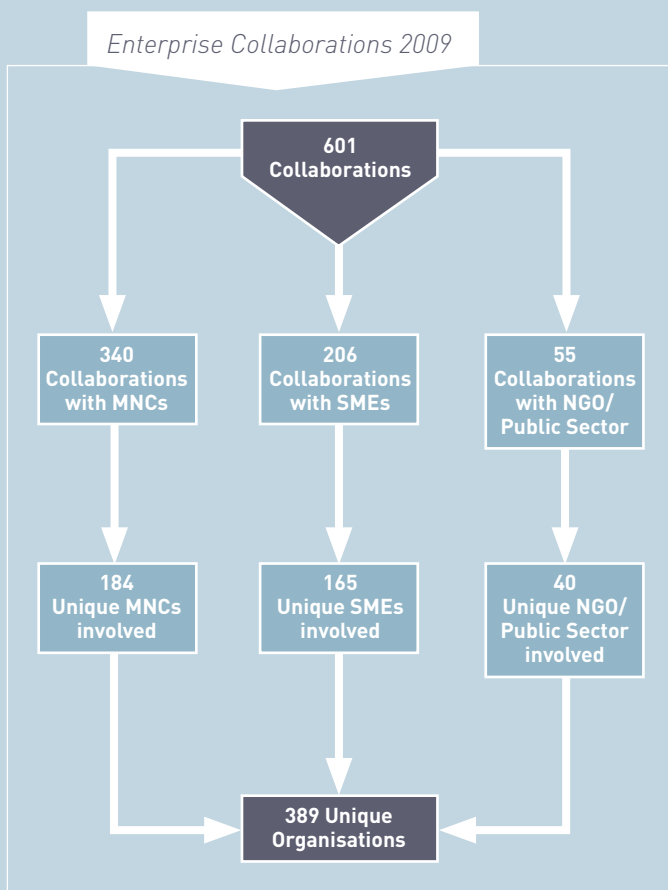 Enterprise Collaborations 2009
601
Collaborations
340
Collaborations
with MNCs
206
Collaborations
with SMEs
55
Collaborations
with NGO/
Public Sector
184
Unique MNCs
involved
165
Unique SMEs
involved
40
Unique NGO/
Public Sector
involved
389 Unique
Organisations